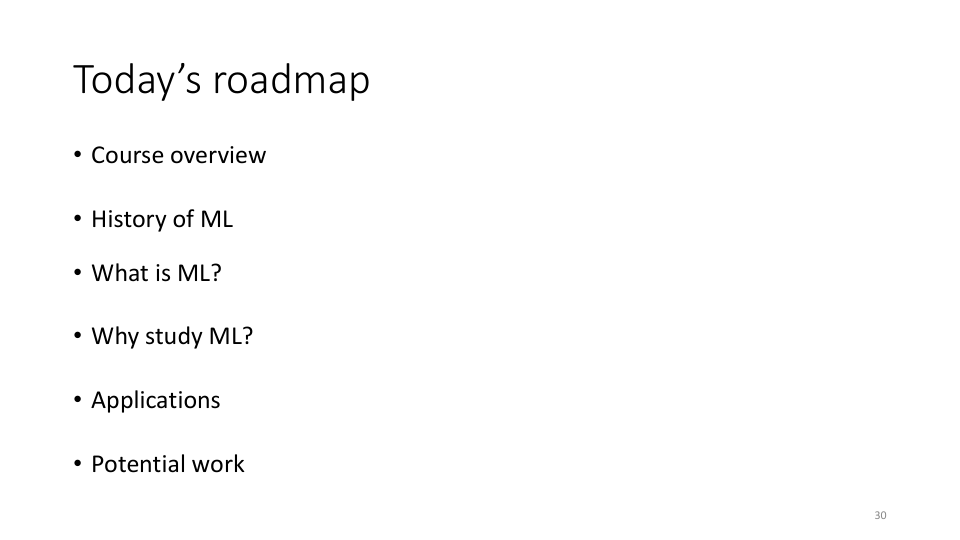 Today’s roadmap
• Course overview
• History of ML
• What is ML?
• Why study ML?
• Applications
• Potential work
30